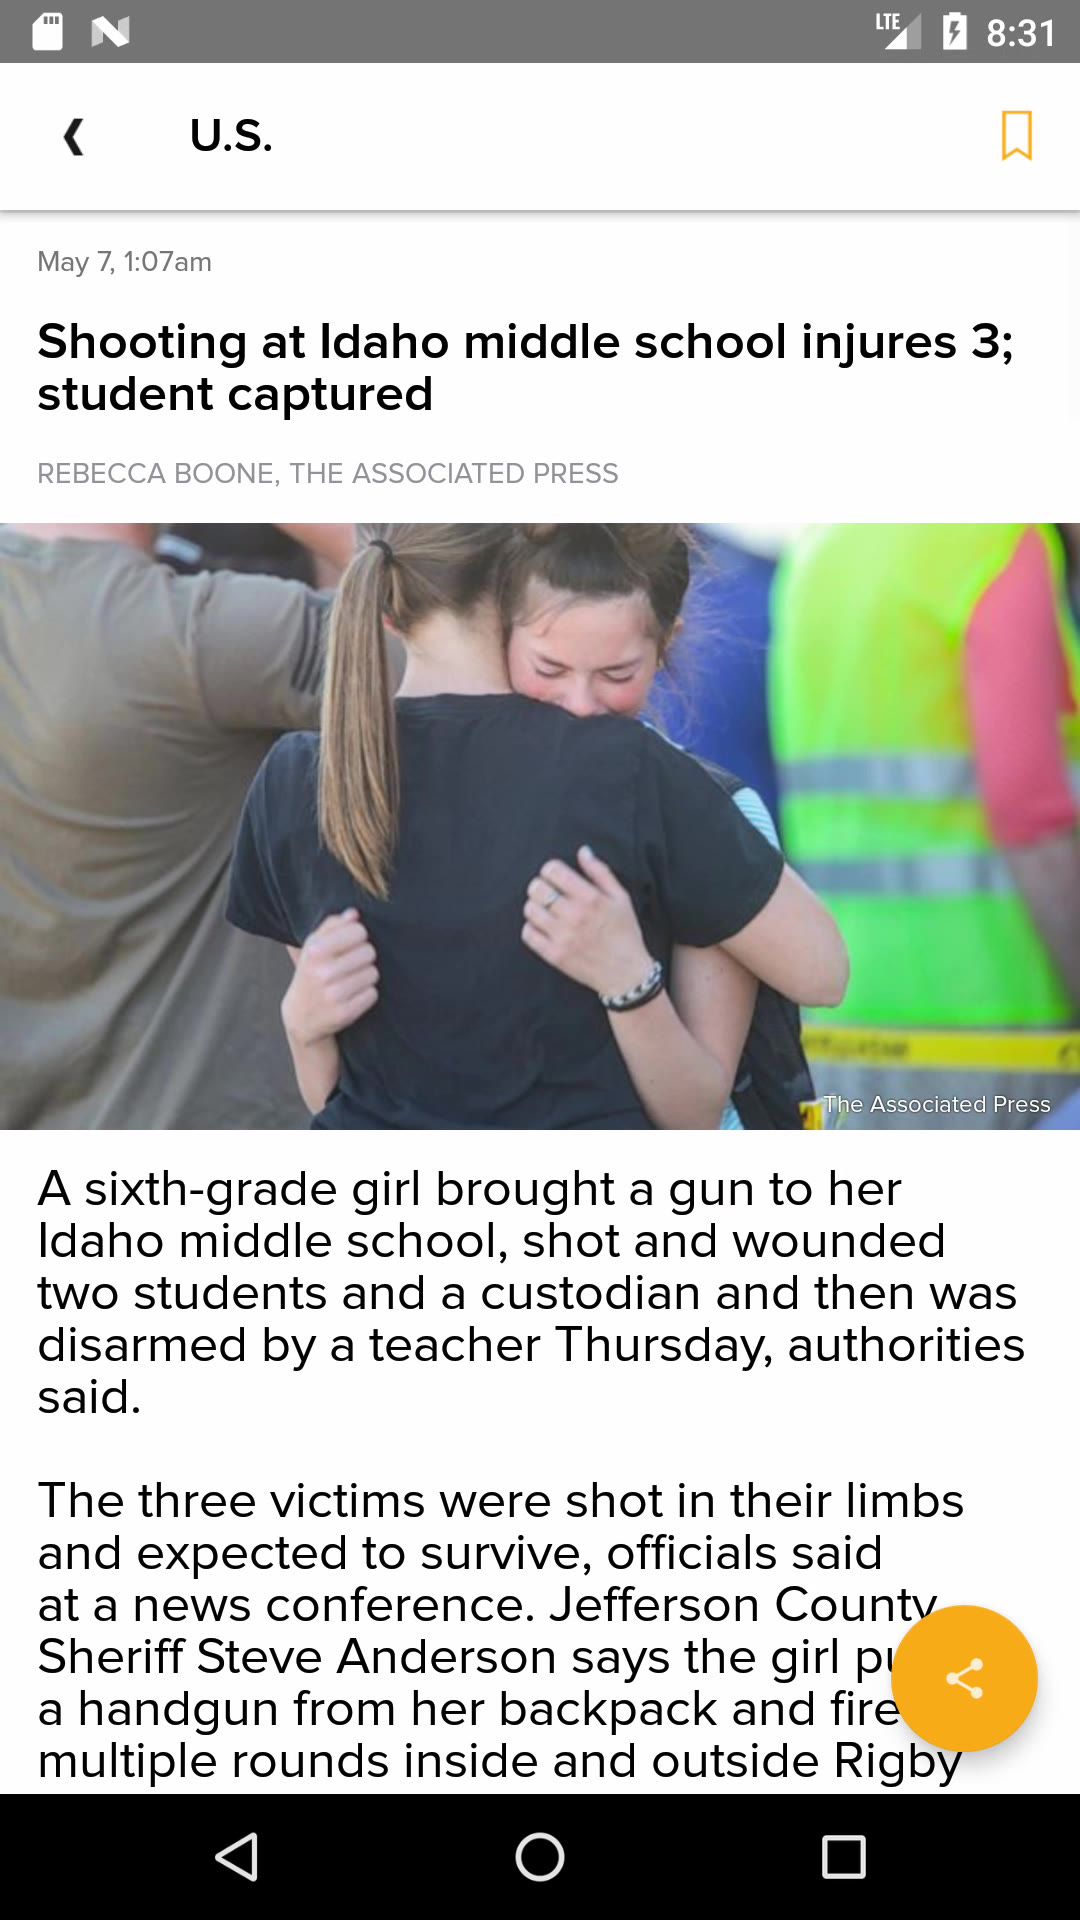 LTE
8:31
U.S.
May 7, 1:07am
Shooting at Idaho middle school injures 3;
student captured
REBECCA BOONE, THE ASSOCIATED PRESS
The Associated Press
A sixth-grade girl brought a gun to her
Idaho middle school, shot and wounded
two students and a custodian and then was
disarmed by a teacher Thursday, authorities
said.
The three victims were shot in their limbs
and expected to survive, officials said
at a news conference. Jefferson County
Sheriff Steve Anderson says the girl
a handgun from her backpack and
multiple rounds inside and outside Rigby